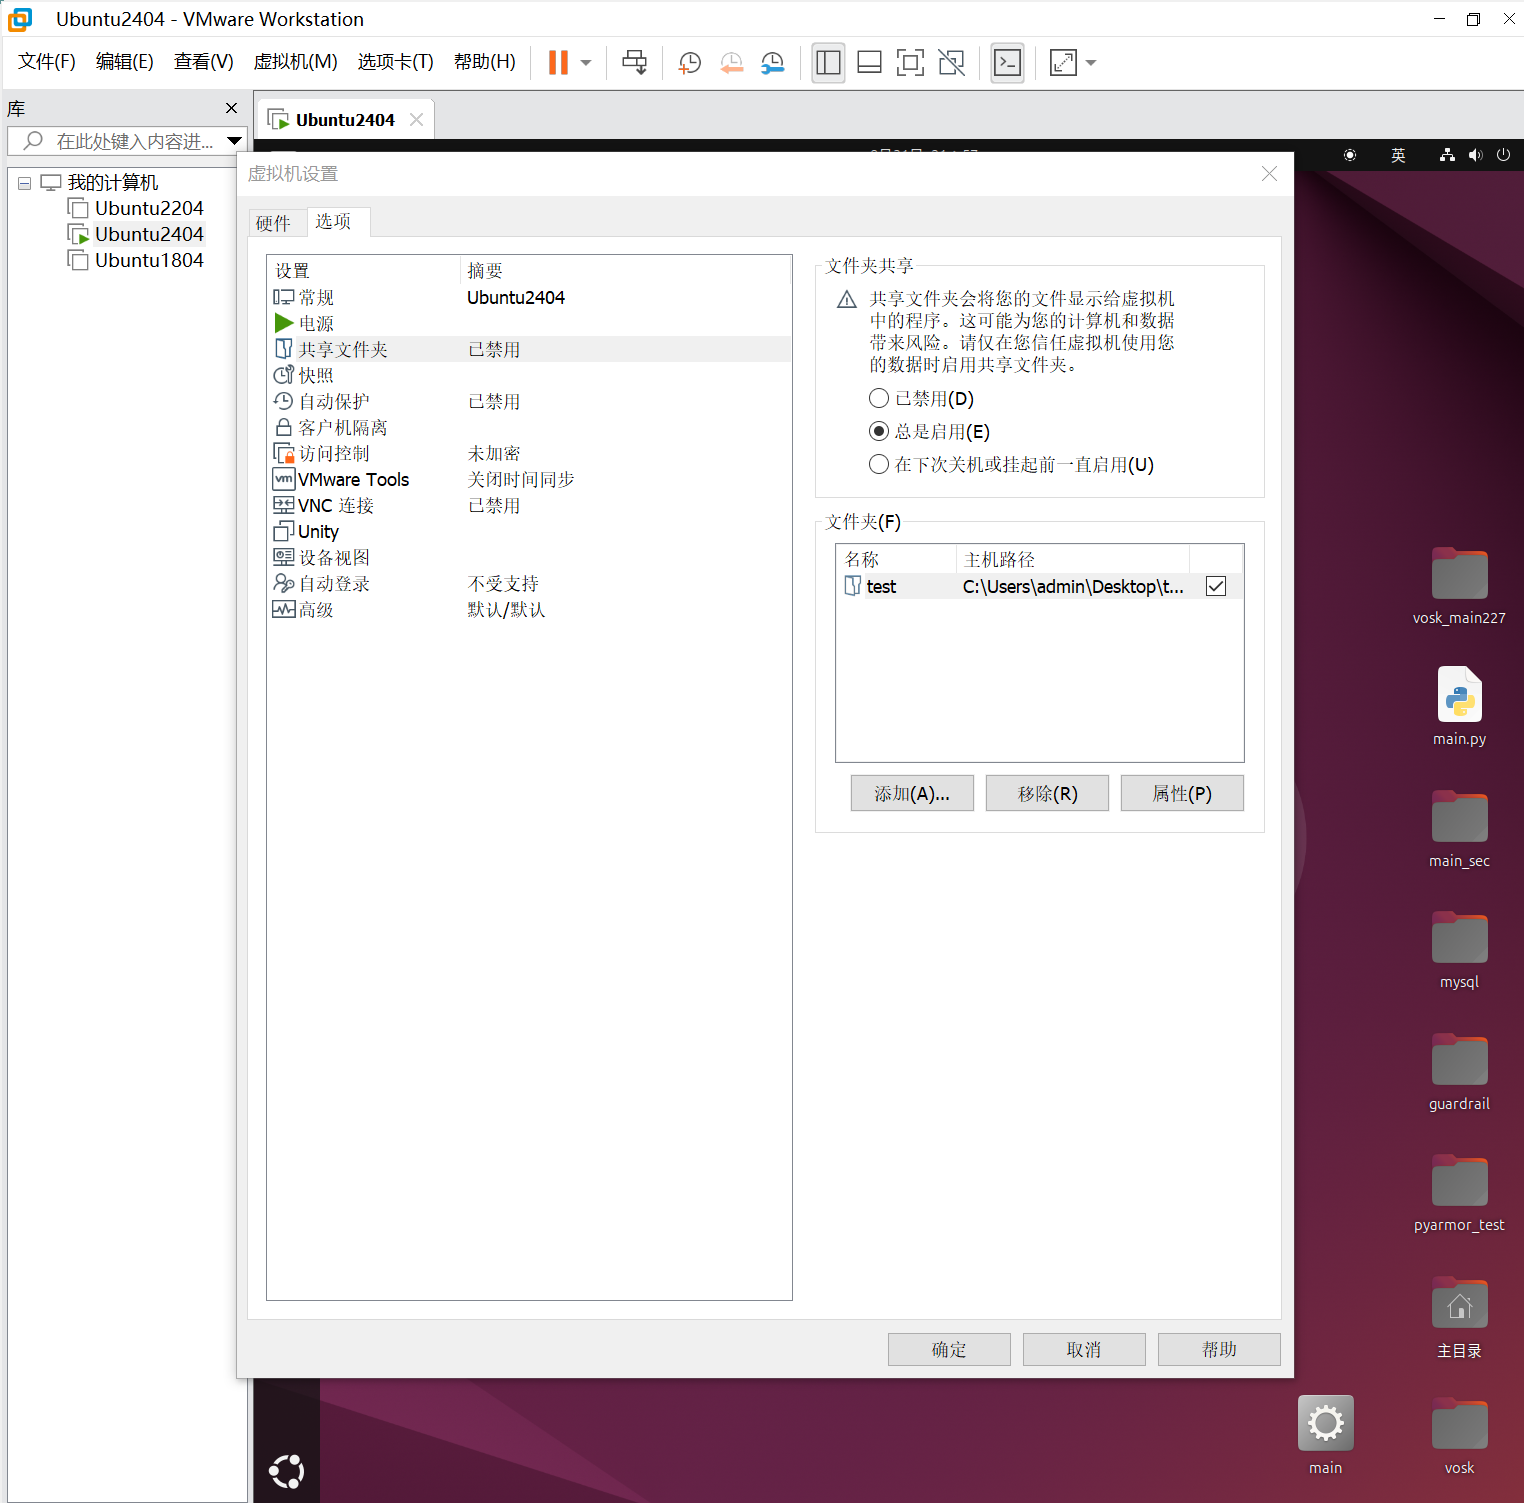 Ubuntu2404 - VMware Workstation
文件(F) 编辑(E) 查看(V) 虚拟机(M) 选项卡(T) 帮助(H)
库
在此处键入内容进...
我的计算机
Ubuntu2204
Ubuntu2404
Ubuntu1804
Ubuntu2404
英
虚拟机设置
硬件 选项
设置 摘要
常规 Ubuntu2404
电源
共享文件夹 已禁用
快照
自动保护 已禁用
客户机隔离
访问控制 未加密
vm VMware Tools 关闭时间同步
VNC 连接 已禁用
Unity
设备视图
自动登录 不受支持
高级 默认/默认
文件夹共享
共享文件夹会将您的文件显示给虚拟机
中的程序。这可能为您的计算机和数据
带来风险。请仅在您信任虚拟机使用您
的数据时启用共享文件夹。
已禁用(D)
总是启用(E)
在下次关机或挂起前一直启用(U)
文件夹(F)
名称 主机路径
test C:\Users\admin\Desktop\t...
添加(A)... 移除(R) 属性(P)
确定 取消 帮助
vosk_main227
main.py
main_sec
mysql
guardrail
pyarmor_test
主目录
main vosk